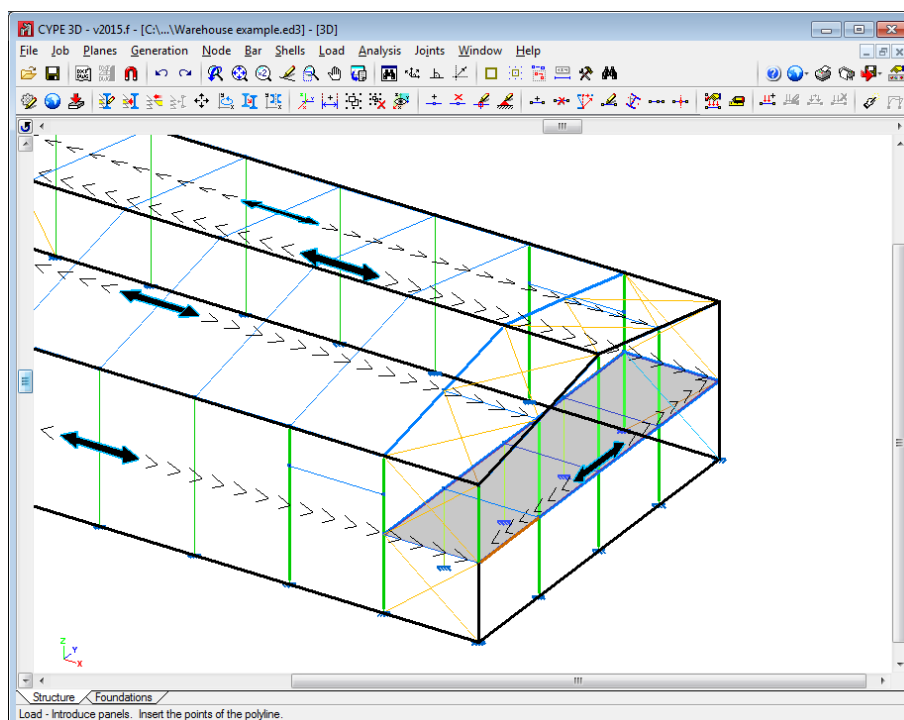 CYPE 3D - v2015.f - [C:\...\Warehouse example.ed3] - [3D]
File Job Planes Generation Node Bar Shells Load Analysis Joints Window Help
Z
Y
X
Structure Foundations
Load - Introduce panels. Insert the points of the polyline.